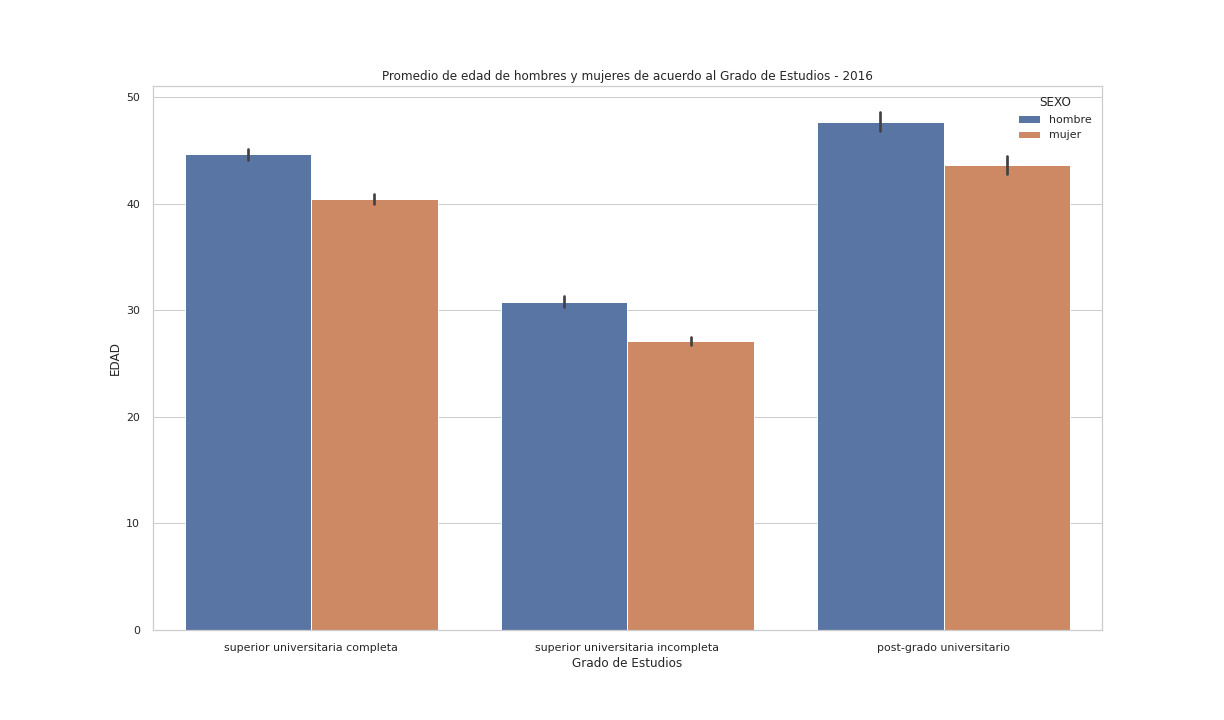 Promedio de edad de hombres y mujeres de acuerdo al Grado de Estudios - 2016
SEXO
hombre
mujer
EDAD
50
40
30
20
10
0
superior universitaria completa
superior universitaria incompleta
post-grado universitario
Grado de Estudios